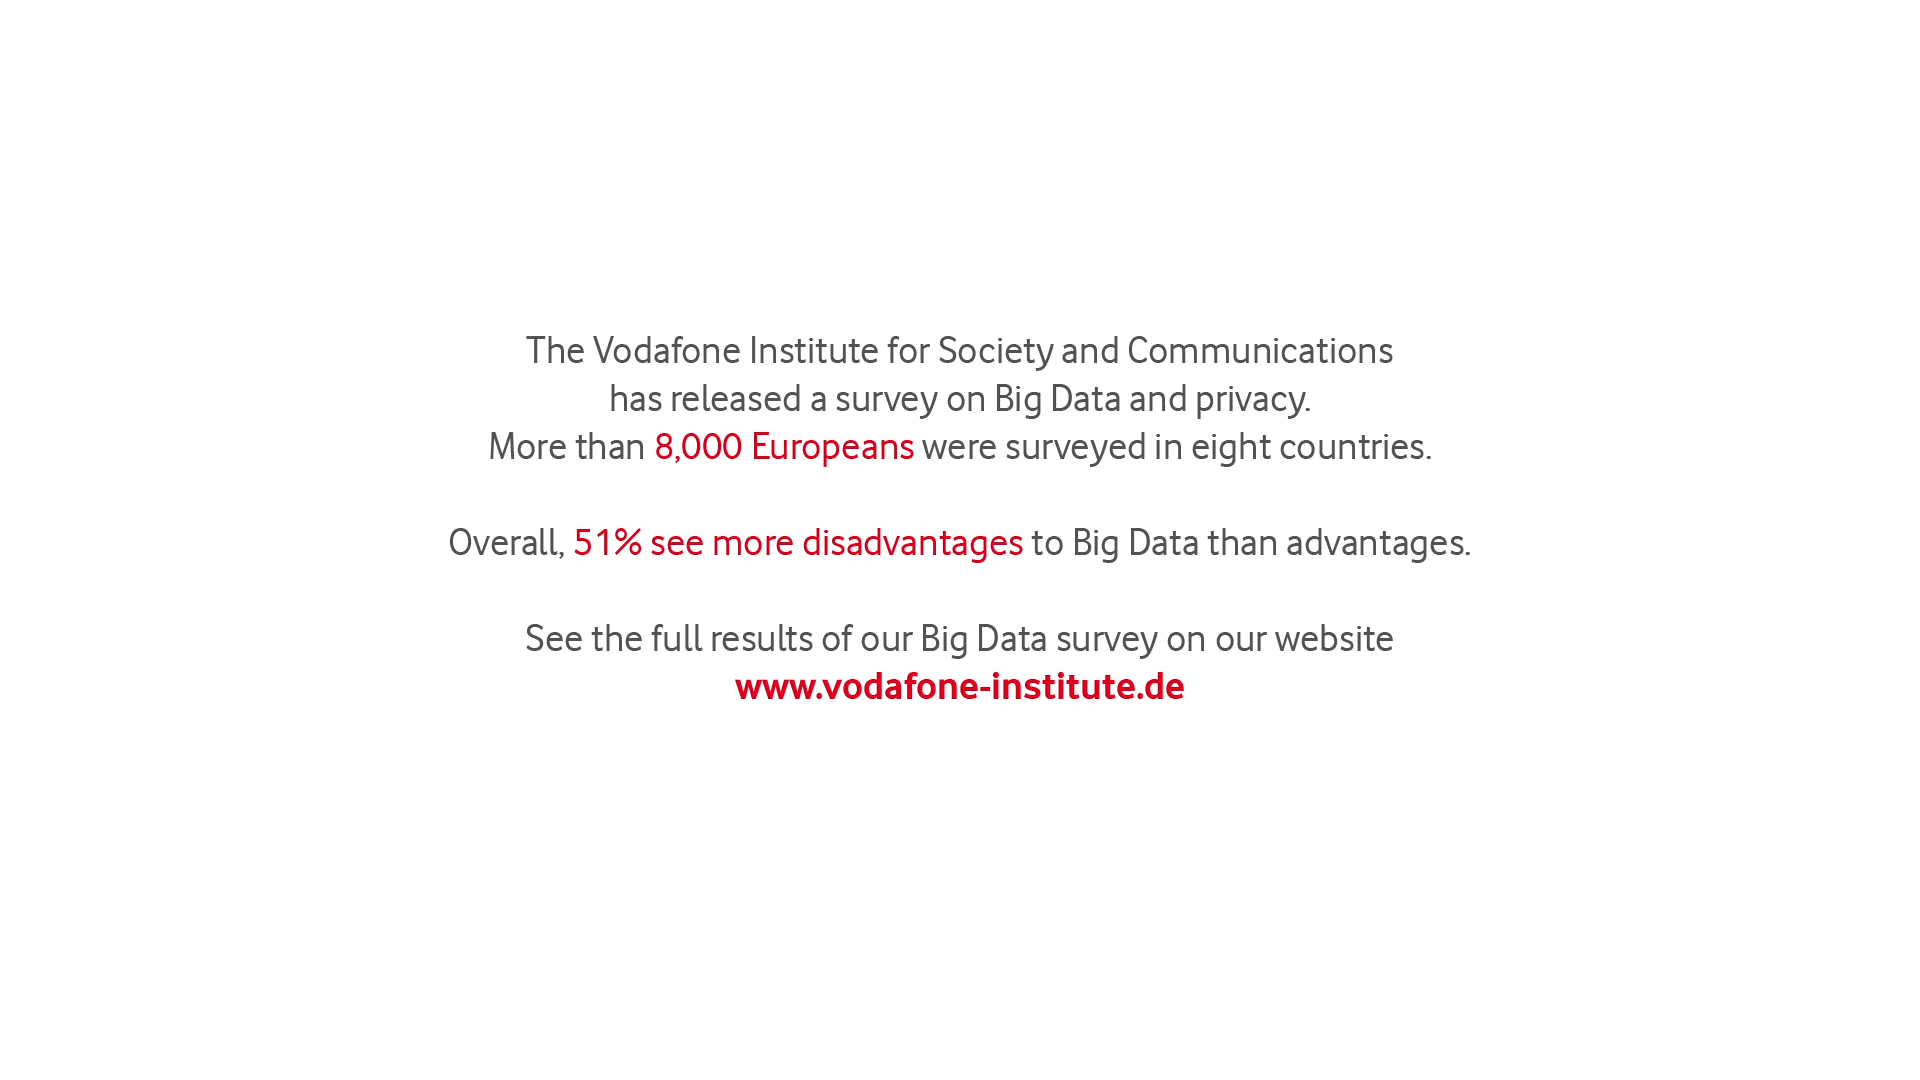 The Vodafone Institute for Society and Communications
has released a survey on Big Data and privacy.
More than 8,000 Europeans were surveyed in eight countries.
Overall, 51% see more disadvantages to Big Data than advantages.
See the full results of our Big Data survey on our website
www.vodafone-institute.de